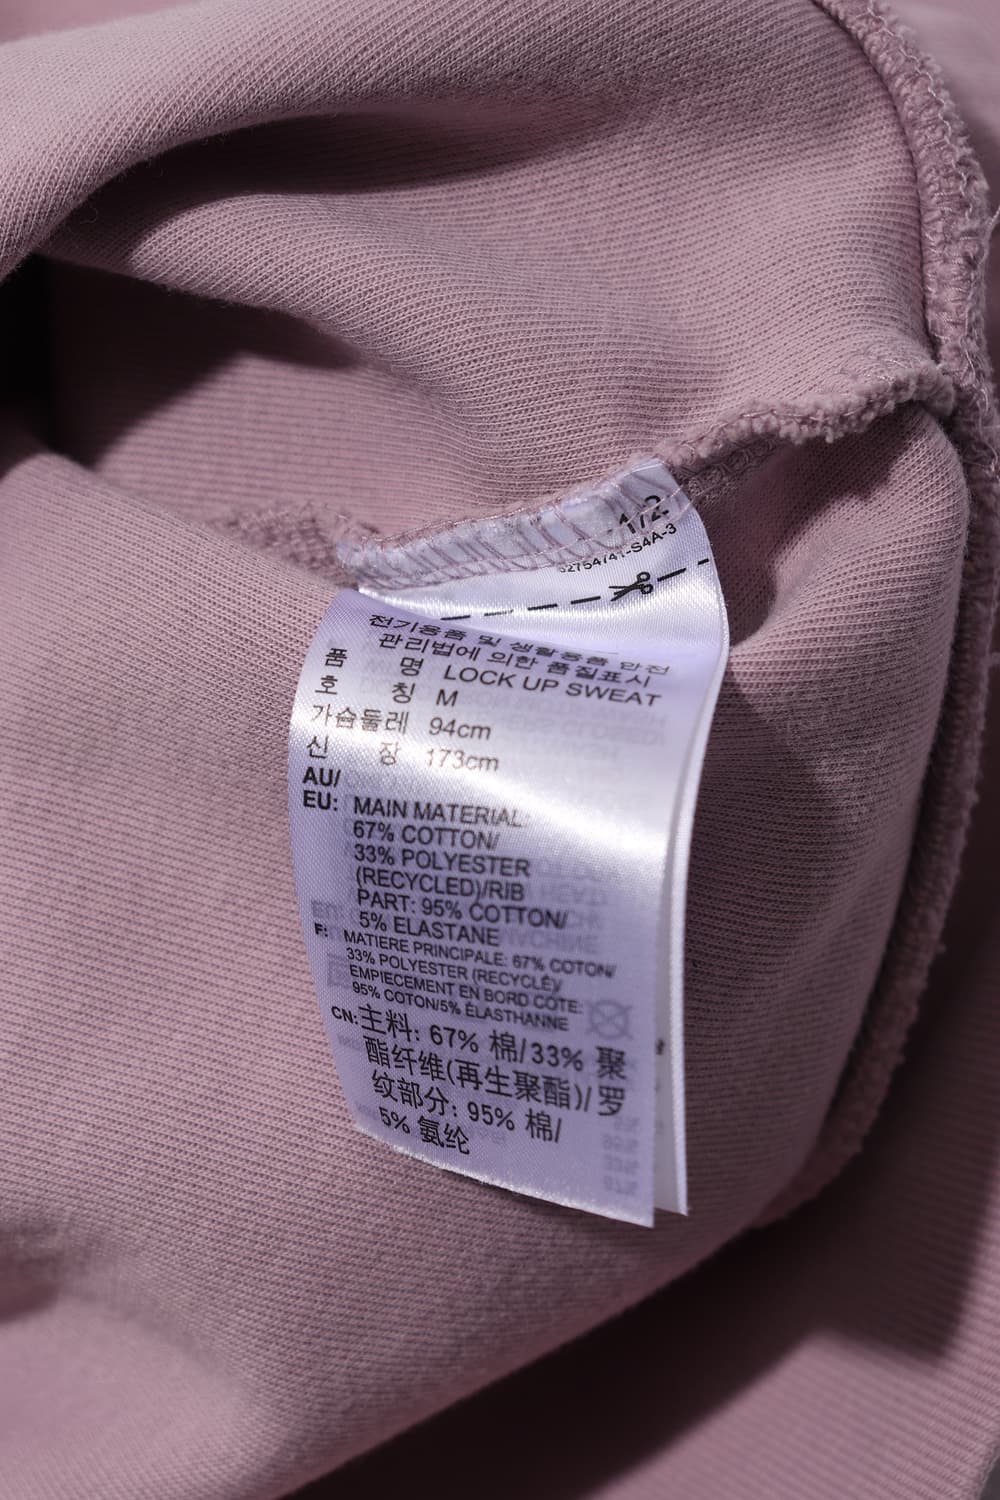 전기용품 및 생활용품 안전
관리법에 의한 품질표시
품 명 LOCK UP SWEAT
호 칭 M
가슴둘레 94cm
신 장 173cm
AU/
EU: MAIN MATERIAL:
67% COTTON/
33% POLYESTER
(RECYCLED)/RIB
PART: 95% COTTON/
5% ELASTANE
F: MATIERE PRINCIPALE: 67% COTON/
33% POLYESTER (RECYCLÉ)/
EMPIECEMENT EN BORD CÔTE:
95% COTON/5% ÉLASTHANNE
CN: 主料: 67% 棉/33% 聚
酯纤维(再生聚酯)/罗
纹部分: 95% 棉/
5% 氨纶